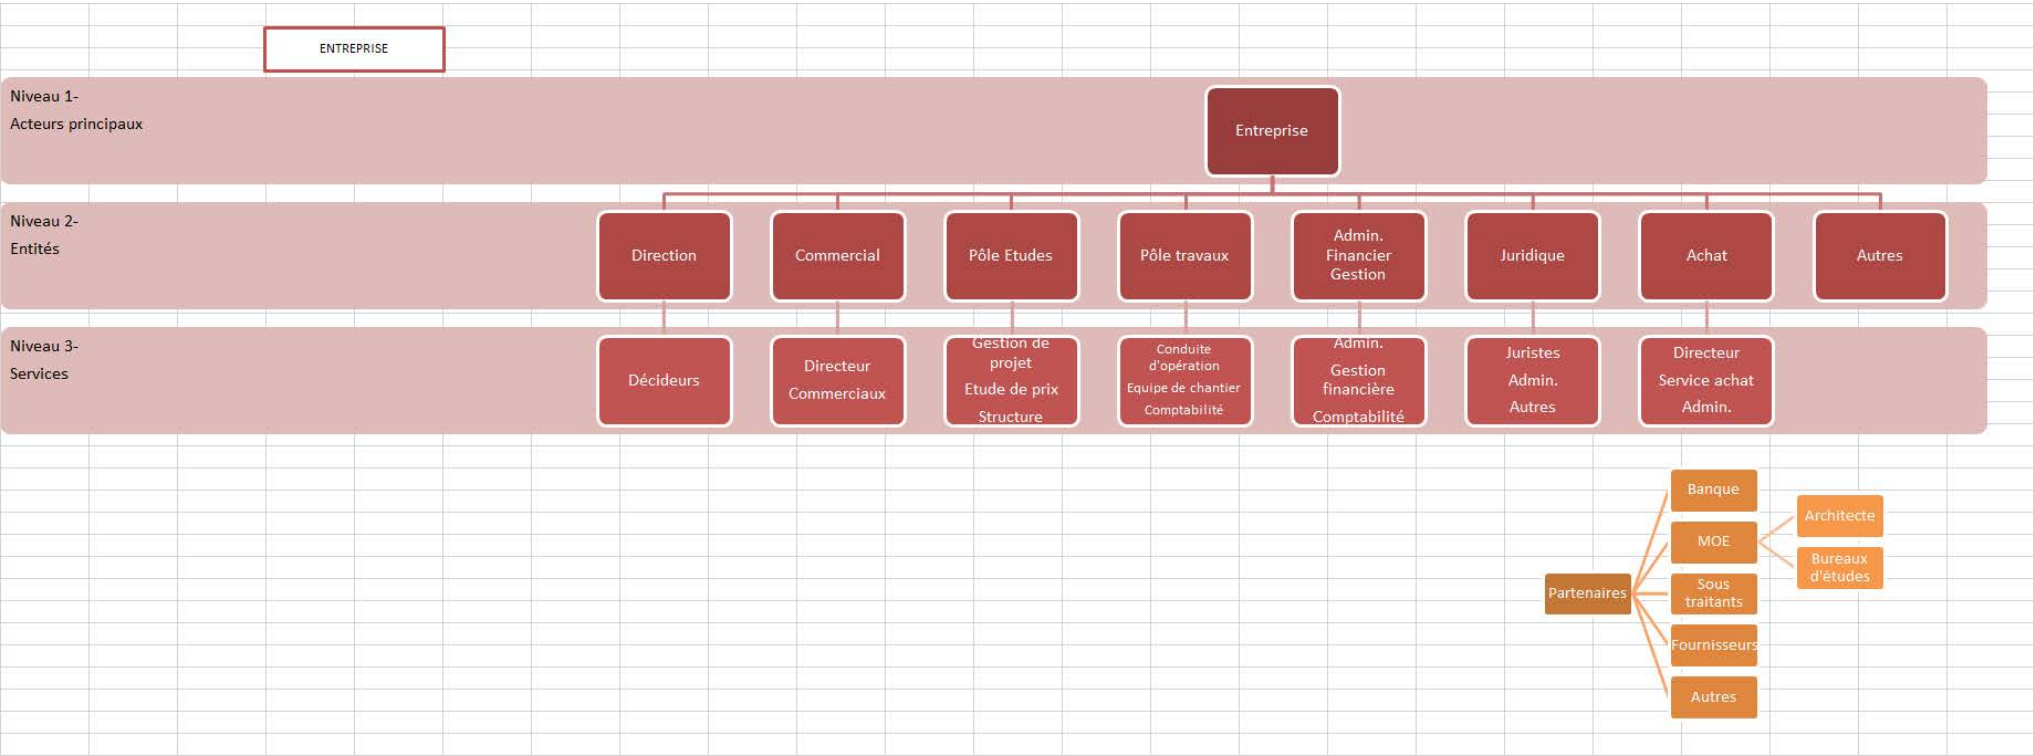 ENTREPRISE
Niveau 1-
Acteurs principaux
Entreprise
Niveau 2-
Entités
Direction
Commercial
Pôle Etudes
Pôle travaux
Admin.
Financier
Gestion
Juridique
Achat
Autres
Niveau 3-
Services
Décideurs
Directeur
Commerciaux
Gestion de
projet
Etude de prix
Structure
Conduite
d'opération
Equipe de chantier
Comptabilité
Admin.
Gestion
financière
Comptabilité
Juristes
Admin.
Autres
Directeur
Service achat
Admin.
Partenaires
Banque
MOE
Architecte
Bureaux
d'études
Sous
traitants
Fournisseurs
Autres